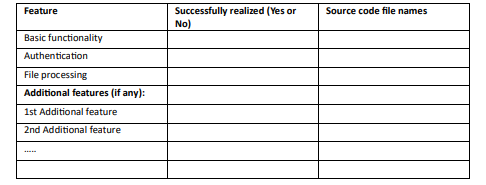 Feature Successfully realized (Yes or Source code file names
No)
Basic functionality
Authentication
File processing
Additional features (if any):
1st Additional feature
2nd Additional feature
.....